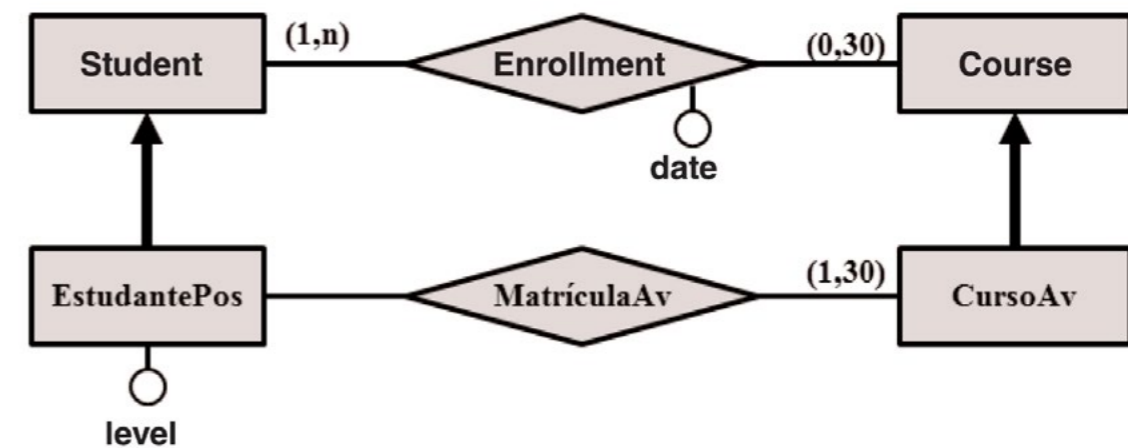 Student
(1,n)
Enrollment
(0,30)
Course
date
EstudantePos
MatrículaAv
(1,30)
CursoAv
level